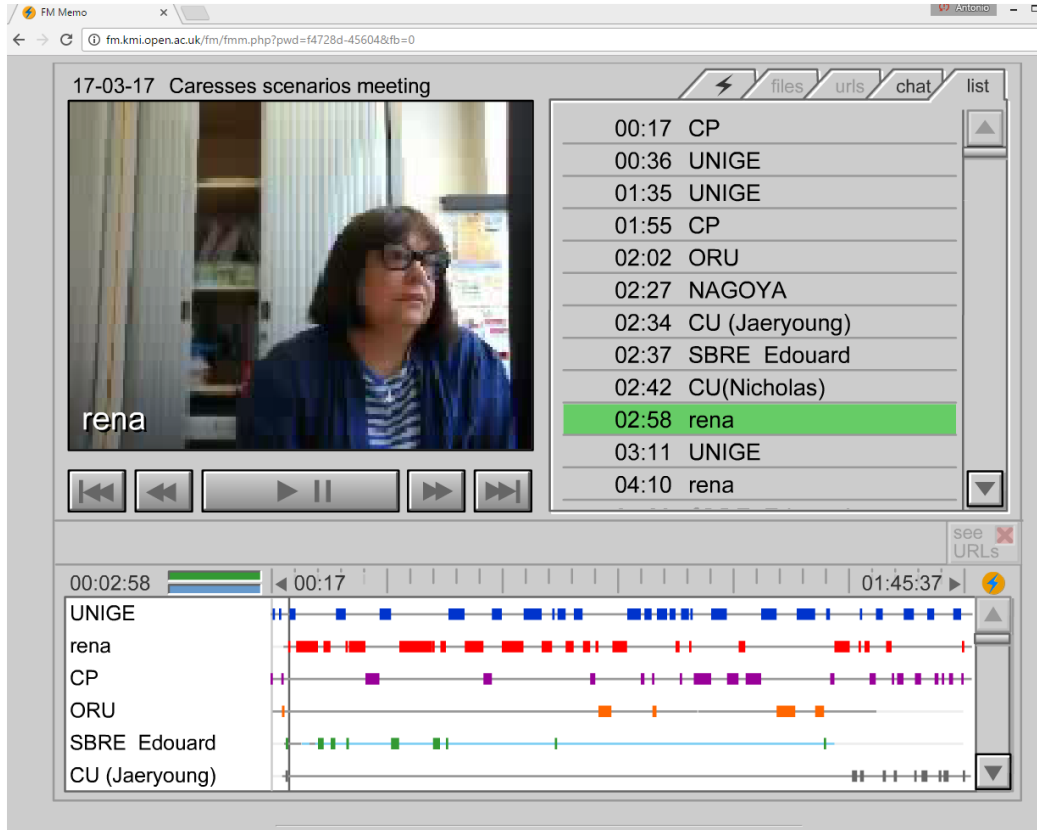 FM Memo
Antonio
fm.kmi.open.ac.uk/fm/fmm.php?pwd=f4728d-45604&fb=0
17-03-17 Caresses scenarios meeting
files urls chat list
rena
00:17 CP
00:36 UNIGE
01:35 UNIGE
01:55 CP
02:02 ORU
02:27 NAGOYA
02:34 CU (Jaeryoung)
02:37 SBRE Edouard
02:42 CU(Nicholas)
02:58 rena
03:11 UNIGE
04:10 rena
see
URLs
00:02:58 00:17 01:45:37
UNIGE
rena
CP
ORU
SBRE Edouard
CU (Jaeryoung)